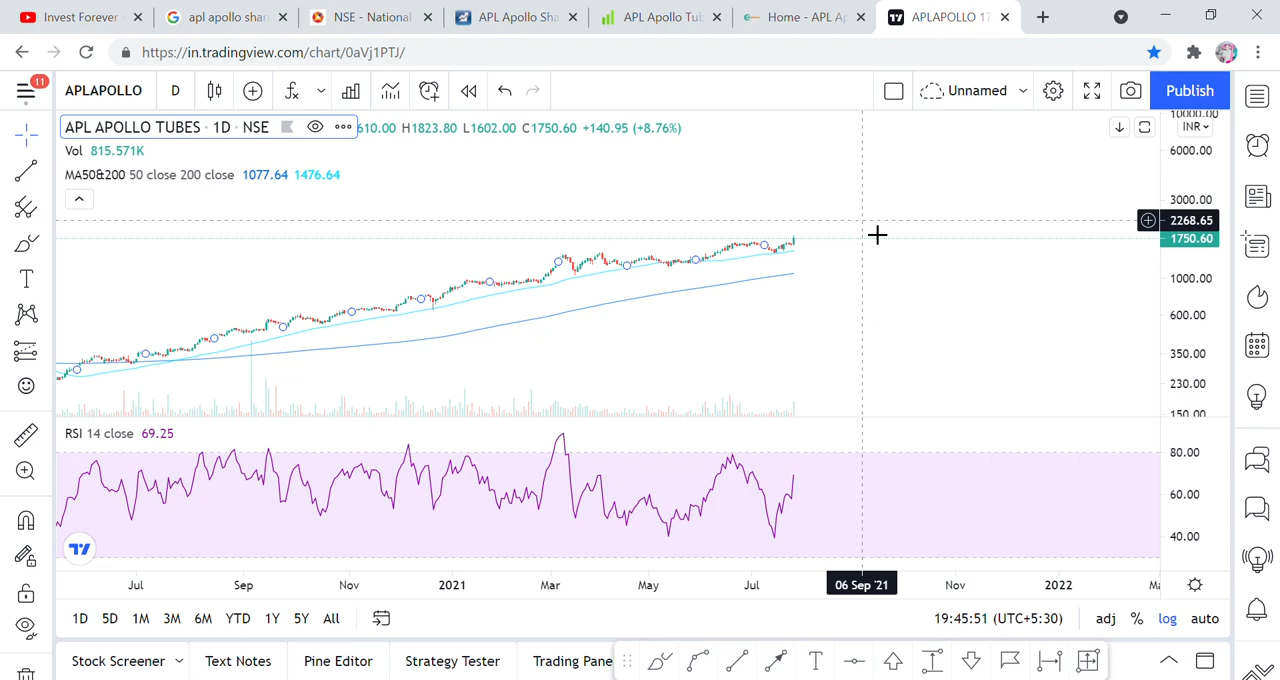 Invest Forever
apl apollo shar
NSE - National
APL Apollo Sha
APL Apollo Tub
Home - APL Ap
APLAPOLLO 17
https://in.tradingview.com/chart/0aVj1PTJ/
11
APLAPOLLO
D
Unnamed
Publish
APL APOLLO TUBES · 1D · NSE
610.00 H1823.80 L1602.00 C1750.60 +140.95 (+8.76%)
INR
Vol 815.571K
MA50&200 50 close 200 close 1077.64 1476.64
10000.00
6000.00
3000.00
2268.65
1750.60
1000.00
600.00
350.00
230.00
150.00
RSI 14 close 69.25
80.00
60.00
40.00
Jul Sep Nov 2021 Mar May Jul 06 Sep '21 Nov 2022
1D 5D 1M 3M 6M YTD 1Y 5Y All
19:45:51 (UTC+5:30)
adj % log auto
Stock Screener
Text Notes
Pine Editor
Strategy Tester
Trading Pane